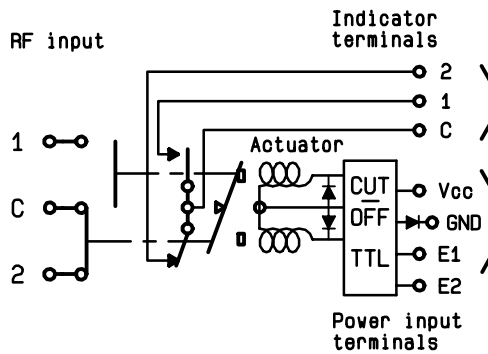 Indicator
terminals
RF input
2
1
C
Actuator
1
C
2
CUT
OFF
TTL
Vcc
GND
E1
E2
Power input
terminals